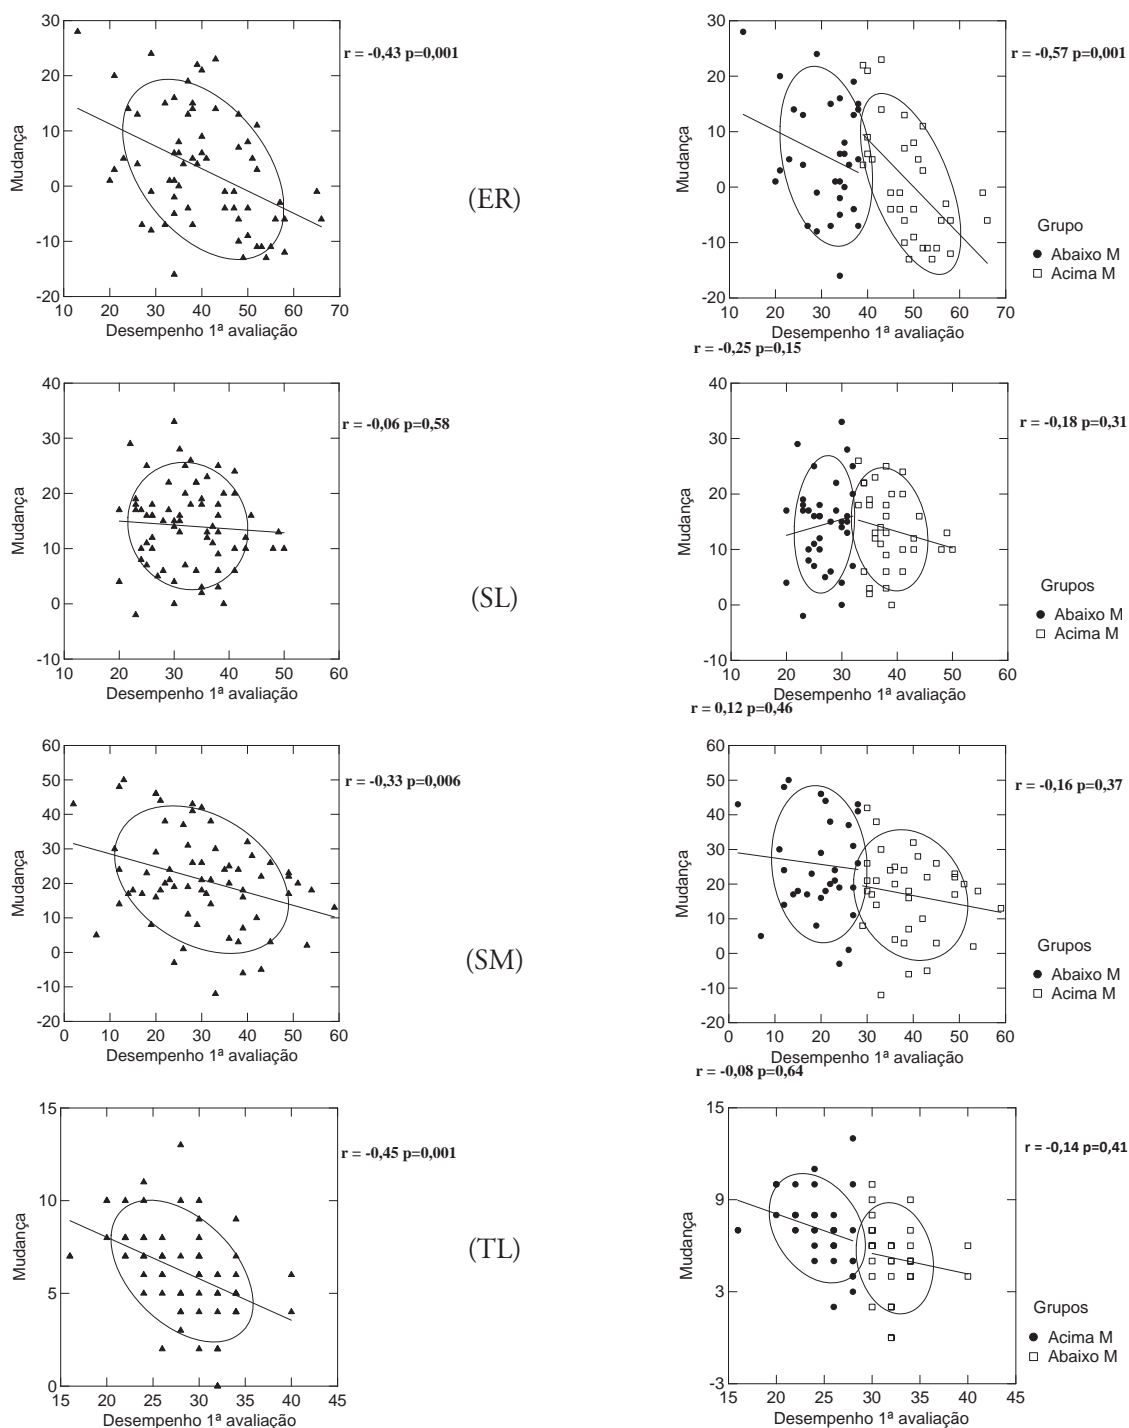 30
20
10
0
-10
-20
Mudança
13 20 30 40 50 60 70
Desempenho 1ª avaliação
r = -0,43 p=0,001
(ER)
30
20
10
0
-10
-20
Mudança
10 20 30 40 50 60 70
Desempenho 1ª avaliação
r = -0,57 p=0,001
Grupo
Abaixo M
Acima M
r = -0,25 p=0,15
40
30
20
10
0
-10
Mudança
10 20 30 40 50 60
Desempenho 1ª avaliação
r = -0,06 p=0,58
(SL)
40
30
20
10
0
-10
Mudança
10 20 30 40 50 60
Desempenho 1ª avaliação
r = -0,18 p=0,31
Grupos
Abaixo M
Acima M
r = 0,12 p=0,46
60
50
40
30
20
10
0
-10
-20
Mudança
0 10 20 30 40 50 60
Desempenho 1ª avaliação
r = -0,33 p=0,006
(SM)
60
50
40
30
20
10
0
-10
-20
Mudança
0 10 20 30 40 50 60
Desempenho 1ª avaliação
r = -0,16 p=0,37
Grupos
Abaixo M
Acima M
r = -0,08 p=0,64
15
10
5
0
Mudança
15 20 25 30 35 40 45
Desempenho 1ª avaliação
r = -0,45 p=0,001
(TL)
15
9
3
-3
Mudança
15 20 25 30 35 40 45
Desempenho 1ª avaliação
r = -0,14 p=0,41
Grupos
Acima M
Abaixo M